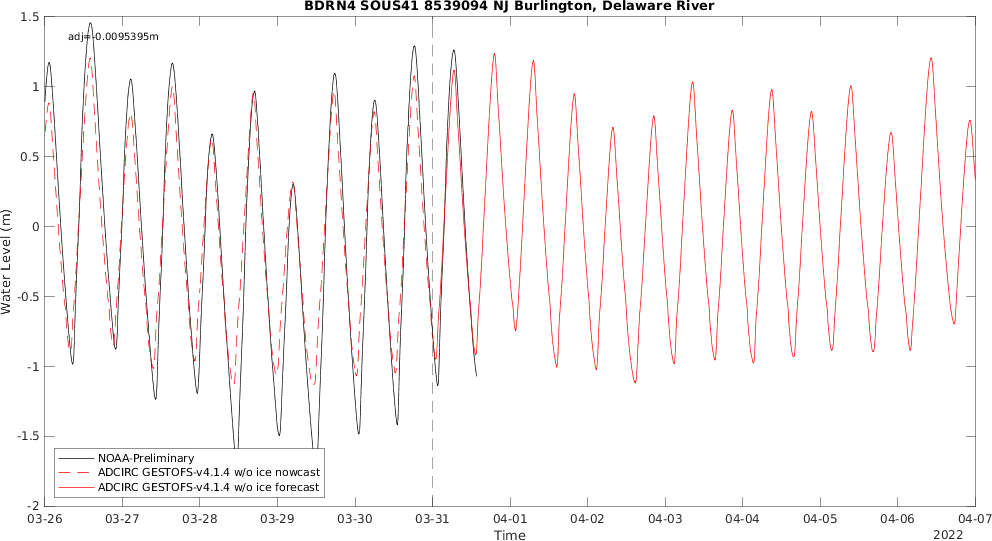 BDRN4 SOUS41 8539094 NJ Burlington, Delaware River
adj=-0.0095395m
1.5
1
0.5
0
-0.5
-1
-1.5
-2
Water Level (m)
NOAA-Preliminary
ADCIRC GESTOFS-v4.1.4 w/o ice nowcast
ADCIRC GESTOFS-v4.1.4 w/o ice forecast
03-26 03-27 03-28 03-29 03-30 03-31 04-01 04-02 04-03 04-04 04-05 04-06 04-07
Time
2022